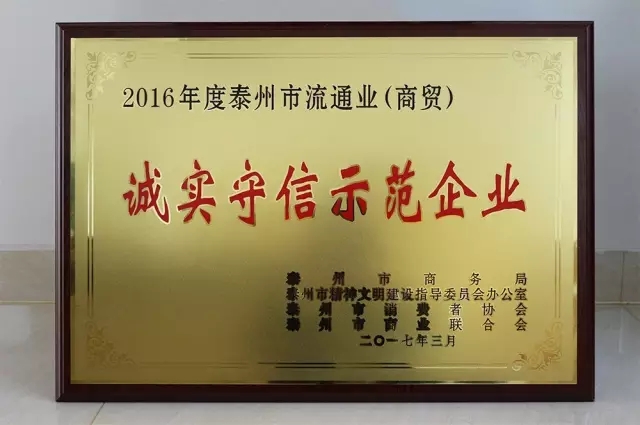 2016年度泰州市流通业(商贸)
诚实守信示范企业
泰州市商务局
泰州市精神文明建设指导委员会办公室
泰州市消费者协会
泰州市商业联合会
二〇一七年三月